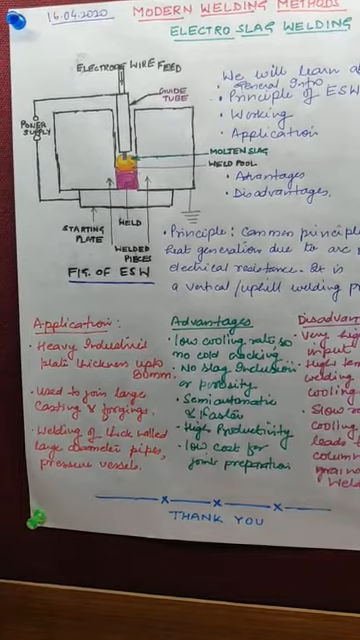 16.04.2020
MODERN WELDING METHODS
ELECTRO SLAG WELDING
ELECTRODE WIRE FEED
GUIDE TUBE
POWER SUPPLY
MOLTEN SLAG
WELD POOL
STARTING PLATE
WELD
WELDED PIECES
FIG. OF ESW
We will learn
• General Info
• Principle of ESW
• Working
• Application
• Advantages
• Disadvantages.
• Principle: Common principle
heat generation due to arc
electrical resistance. It is
a vertical/uphill welding
Application:
• Heavy Industries
plate thickness upto
80mm.
• Used to join large
casting & forgings.
• Welding of thick walled
large diameter pipes,
pressure vessels.
Advantages
• low cooling rate, so
no cold cracking
• No slag Inclusion
or porosity
• Semiautomatic
& Faster
• High Productivity
• low cost for
joint preparation
Very high
input
• High
welding
cooling
• Slow
cooling
leads
column
grain
Weld
THANK YOU